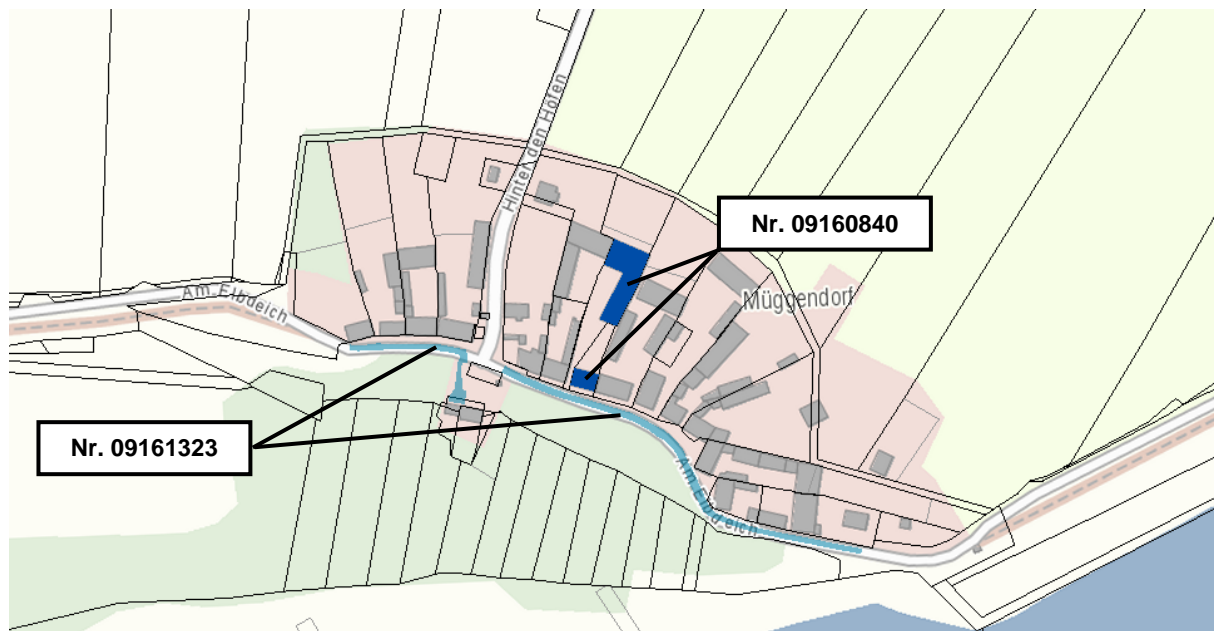 Hinter den Höfen
Nr. 09160840
Am Elbdeich
Müggendorf
Nr. 09161323
Am Elbdeich